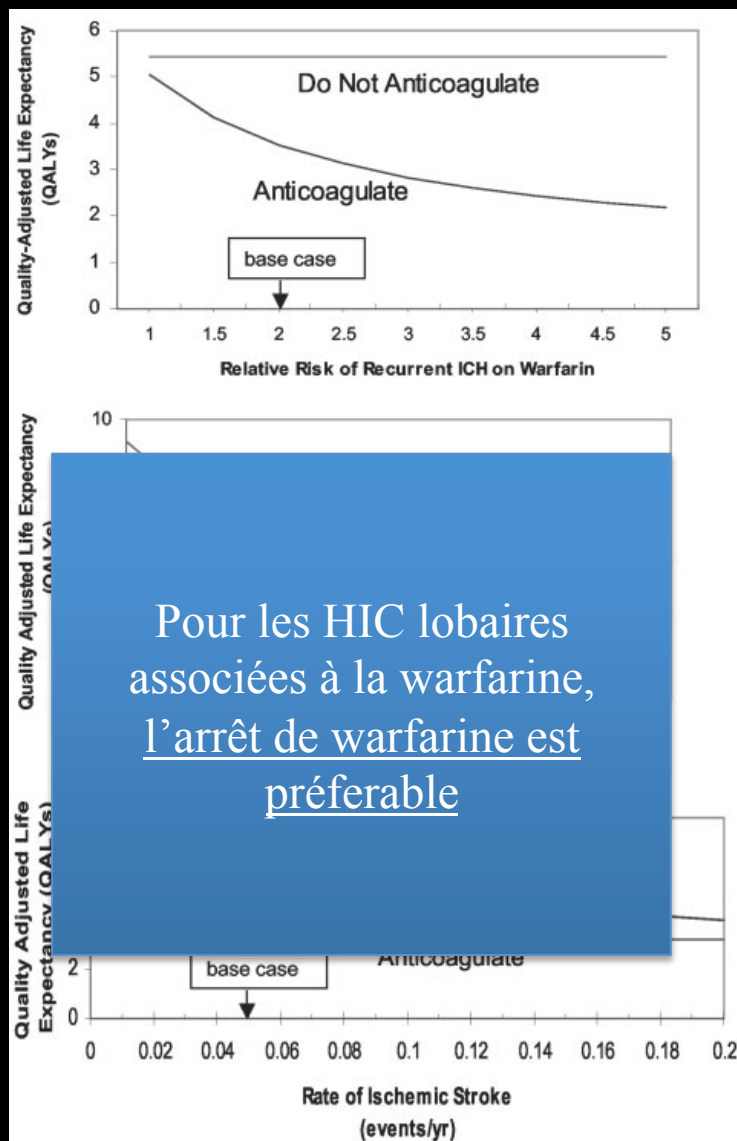 Quality-Adjusted Life Expectancy
(QALYs)
6
5
4
3
2
1
0
Do Not Anticoagulate
Anticoagulate
base case
1 1.5 2 2.5 3 3.5 4 4.5 5
Relative Risk of Recurrent ICH on Warfarin
Quality Adjusted Life Expectancy
(QALYs)
10
Pour les HIC lobaires
associées à la warfarine,
l’arrêt de warfarine est
préferable
Quality Adjusted Life
Expectancy (QALYs)
2
0
base case
Anticoagulate
0 0.02 0.04 0.06 0.08 0.1 0.12 0.14 0.16 0.18 0.2
Rate of Ischemic Stroke
(events/yr)